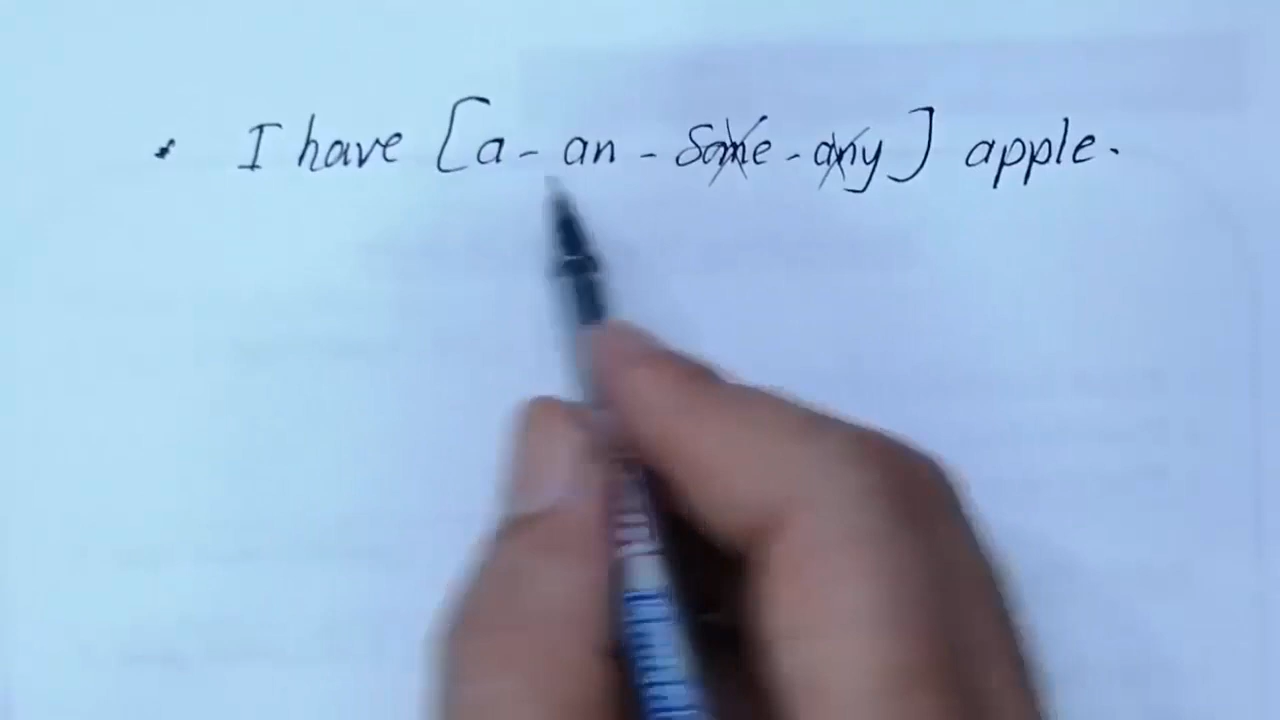 • I have [a - an - Some - any] apple.